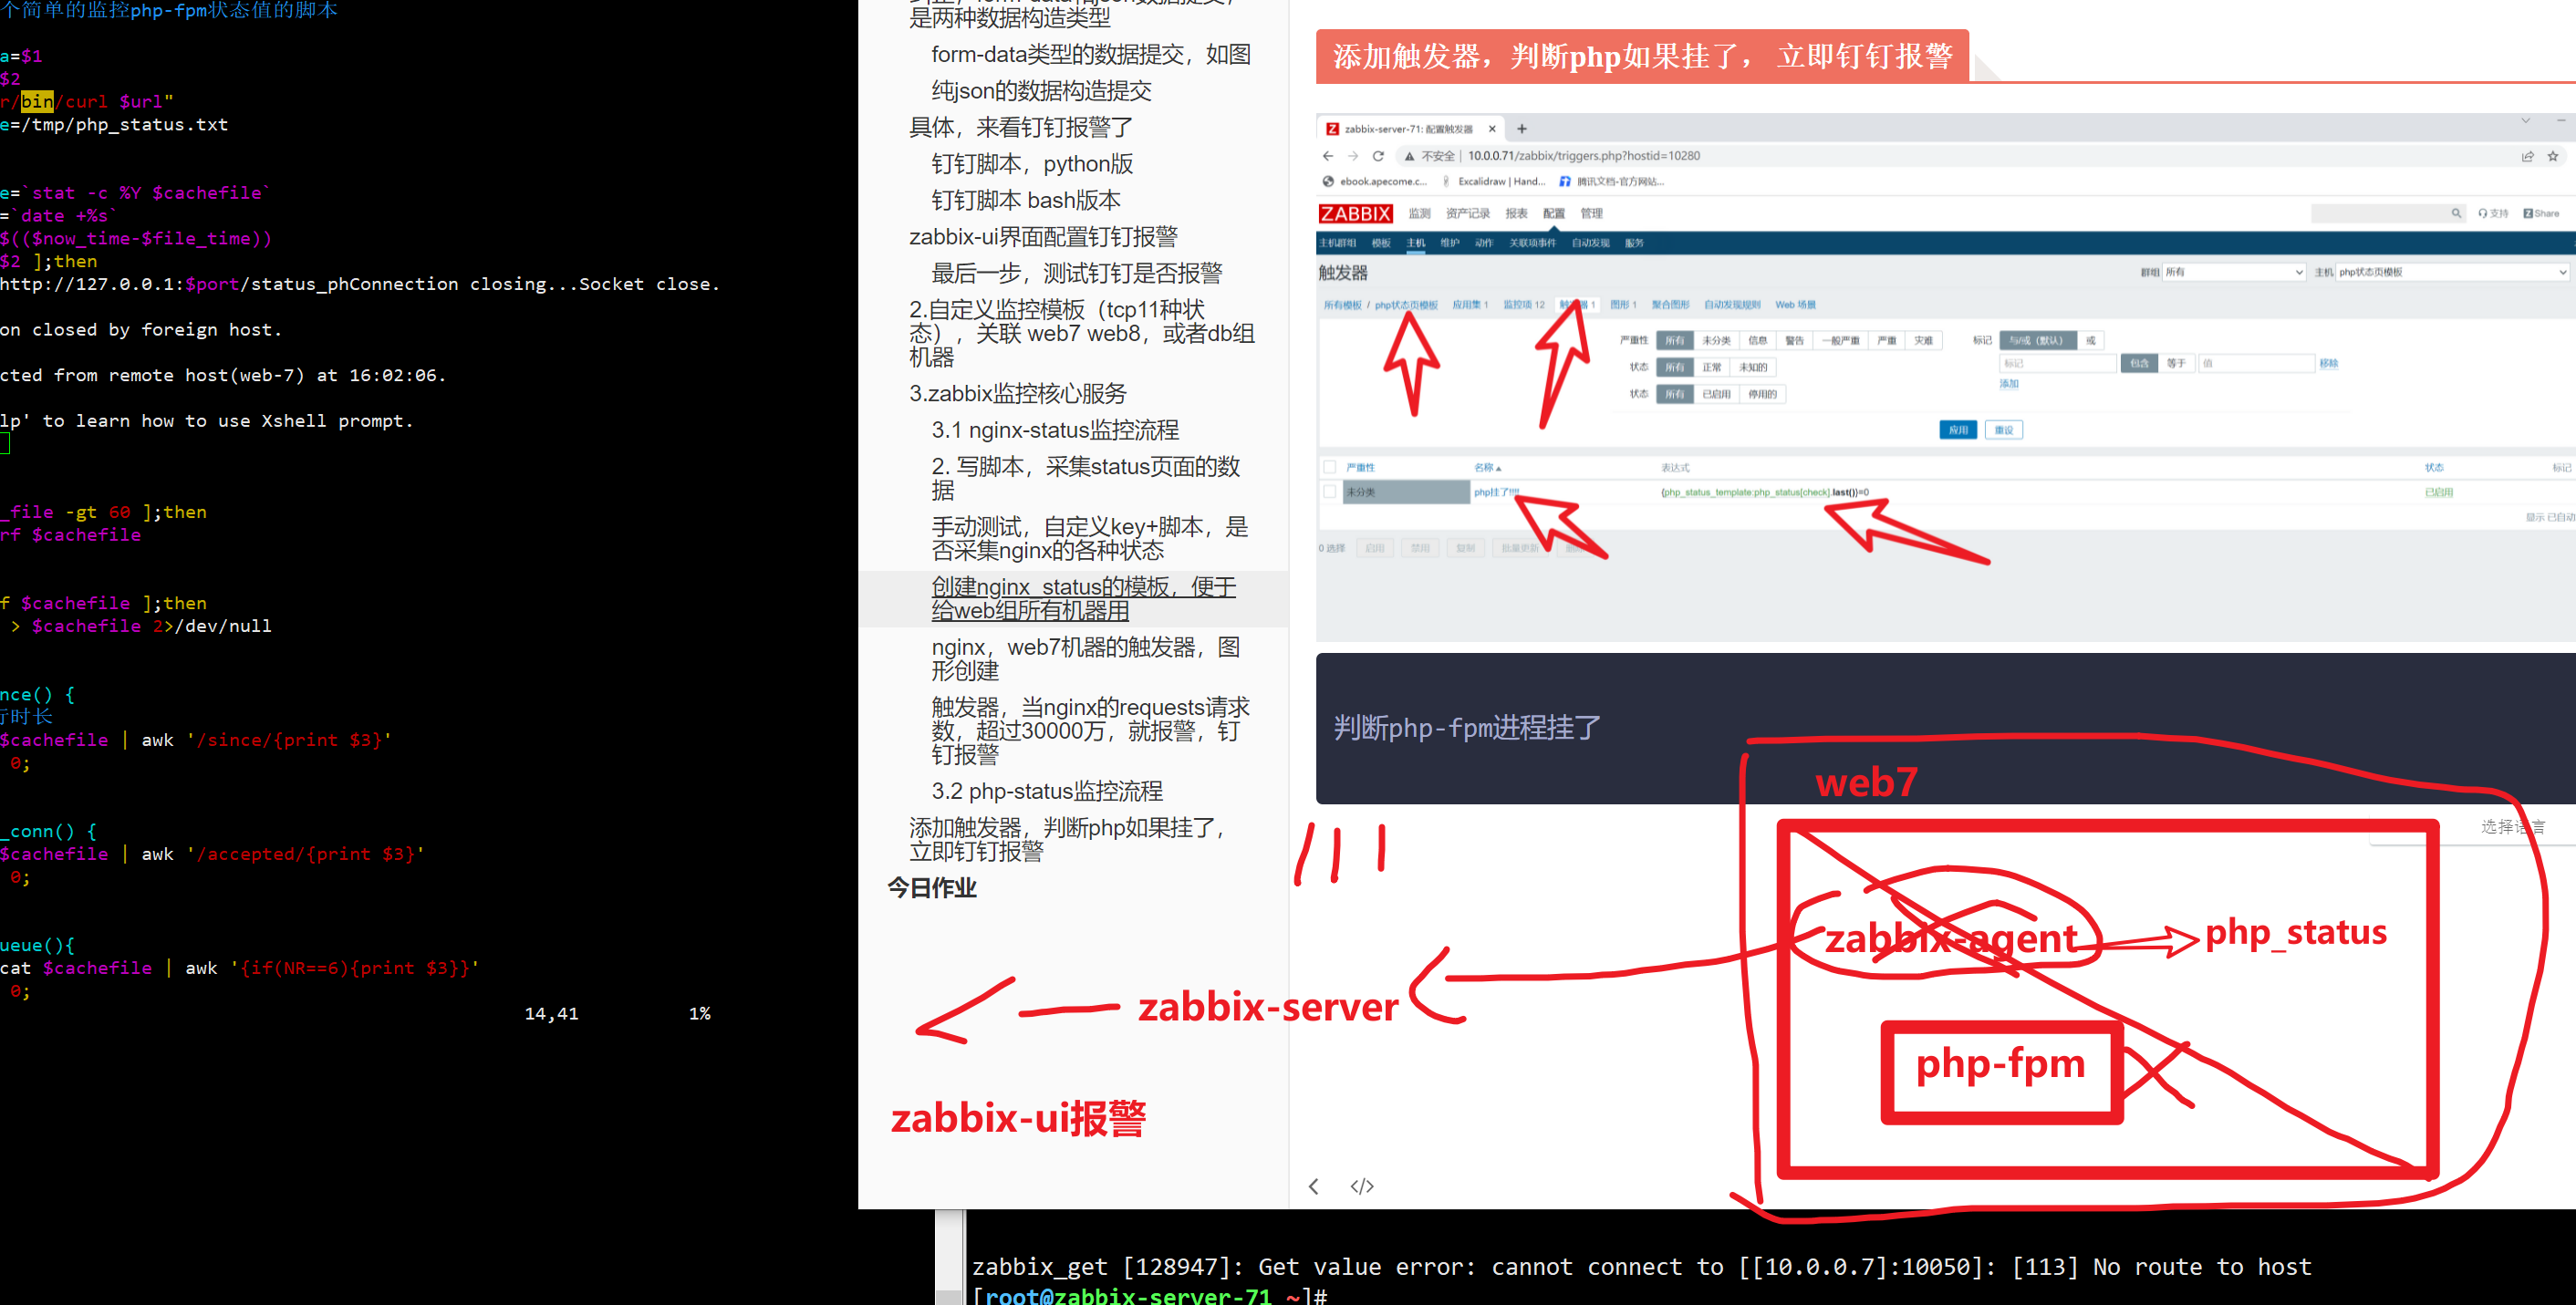 个简单的监控php-fpm状态值的脚本
a=$1
$2
r/bin/curl $url"
e=/tmp/php_status.txt
e=`stat -c %Y $cachefile`
=`date +%s`
$(($now_time-$file_time))
$2 ];then
http://127.0.0.1:$port/status_phConnection closing...Socket close.
on closed by foreign host.
cted from remote host(web-7) at 16:02:06.
lp' to learn how to use Xshell prompt.
_file -gt 60 ];then
rf $cachefile
f $cachefile ];then
> $cachefile 2>/dev/null
nce() {
行时长
$cachefile | awk '/since/{print $3}'
0;
_conn() {
$cachefile | awk '/accepted/{print $3}'
0;
ueue(){
cat $cachefile | awk '{if(NR==6){print $3}}'
0;
14,41 1%
是两种数据构造类型
form-data类型的数据提交，如图
纯json的数据构造提交
具体，来看钉钉报警了
钉钉脚本，python版
钉钉脚本 bash版本
zabbix-ui界面配置钉钉报警
最后一步，测试钉钉是否报警
2.自定义监控模板（tcp11种状
态），关联 web7 web8，或者db组
机器
3.zabbix监控核心服务
3.1 nginx-status监控流程
2. 写脚本，采集status页面的数
据
手动测试，自定义key+脚本，是
否采集nginx的各种状态
创建nginx_status的模板，便于
给web组所有机器用
nginx，web7机器的触发器，图
形创建
触发器，当nginx的requests请求
数，超过30000万，就报警，钉
钉报警
3.2 php-status监控流程
添加触发器，判断php如果挂了，
立即钉钉报警
今日作业
添加触发器，判断php如果挂了， 立即钉钉报警
zabbix-server-71: 配置触发器
不安全 | 10.0.0.71/zabbix/triggers.php?hostid=10280
ebook.apecome.c... Excalidraw | Hand... 腾讯文档-官方网站...
ZABBIX 监测 资产记录 报表 配置 管理 支持 Share
主机群组 模板 主机 维护 动作 关联项事件 自动发现 服务
触发器 群组 所有 主机 php状态页模板
所有模板 / php状态页模板 应用集 1 监控项 12 触发器 1 图形 1 聚合图形 自动发现规则 Web 场景
严重性 所有 未分类 信息 警告 一般严重 严重 灾难 标记 与/或（默认） 或
状态 所有 正常 未知的 标记 包含 等于 值 移除
添加
状态 所有 已启用 停用的
应用 重设
严重性 名称 表达式 状态 标记
未分类 php挂了!!!! {php_status_template:php_status[check].last()}=0 已启用
显示 已自动
0 选择 启用 禁用 复制 批量更新
判断php-fpm进程挂了
选择语言
web7
zabbix-agent php_status
zabbix-server
php-fpm
zabbix-ui报警
zabbix_get [128947]: Get value error: cannot connect to [[10.0.0.7]:10050]: [113] No route to host
[root@zabbix-server-71 ~]#